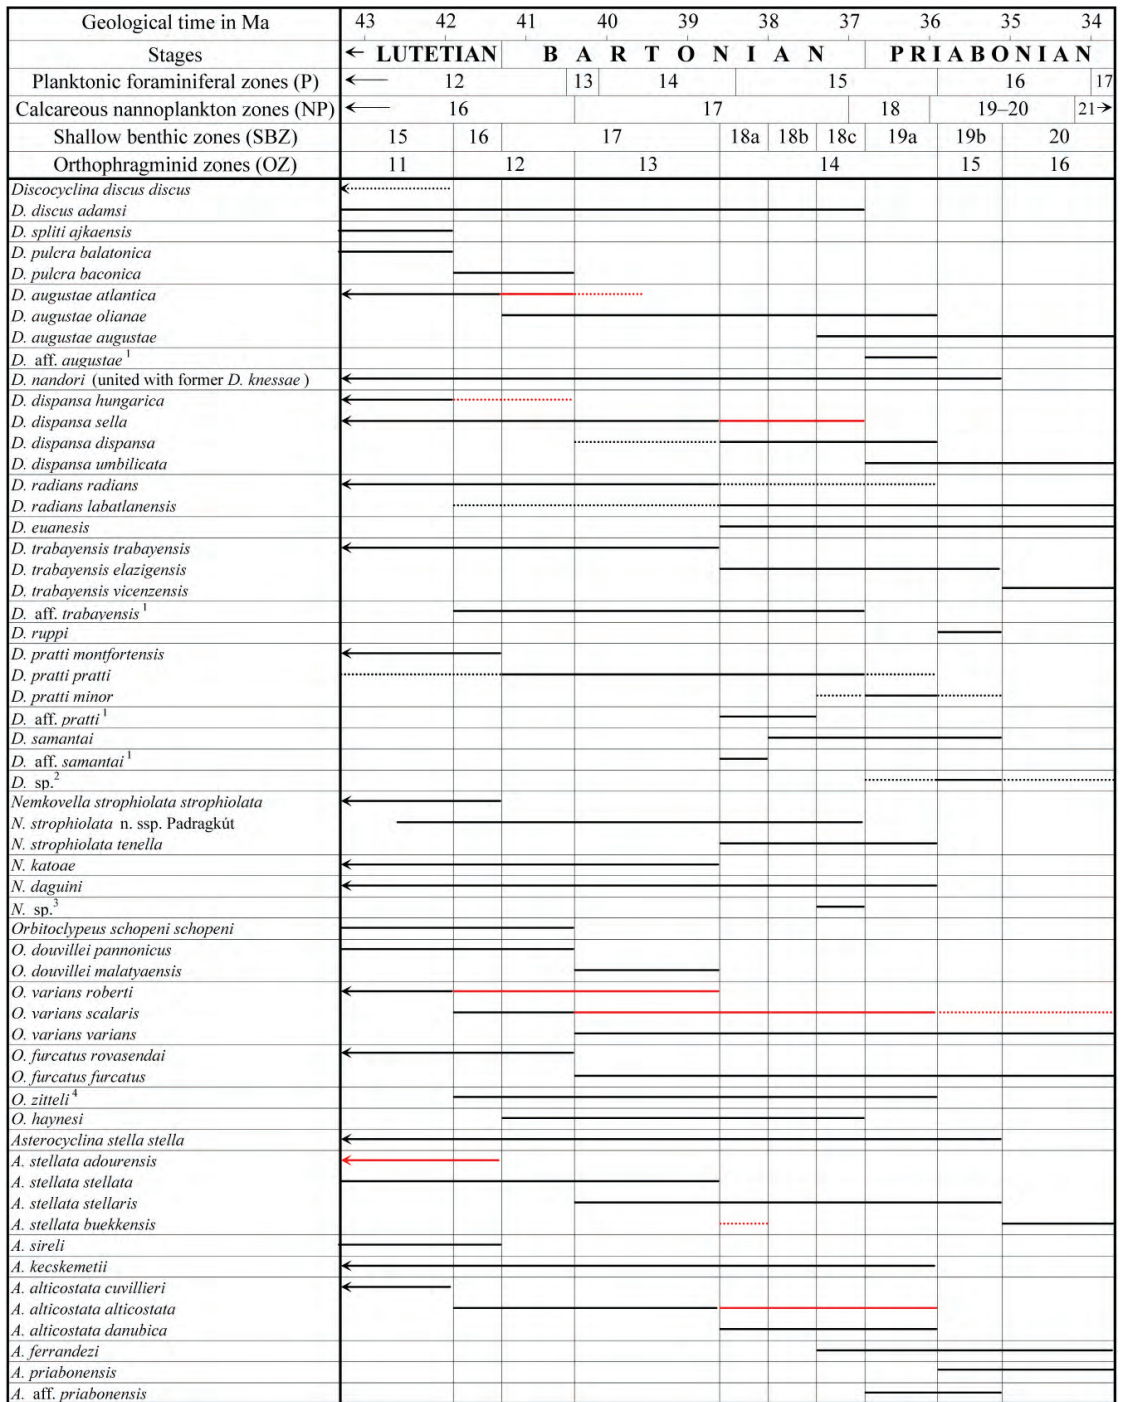 Geological time in Ma 43 42 41 40 39 38 37 36 35 34
Stages LUTETIAN BARTONIAN PRIABONIAN
Planktonic foraminiferal zones (P) 12 13 14 15 16 17
Calcareous nannoplankton zones (NP) 16 17 18 19–20 21
Shallow benthic zones (SBZ) 15 16 17 18a 18b 18c 19a 19b 20
Orthophragminid zones (OZ) 11 12 13 14 15 16
Discocyclina discus discus
D. discus adamsi
D. spliti ajkaensis
D. pulcra balatonica
D. pulcra baconica
D. augustae atlantica
D. augustae olianae
D. augustae augustae
D. aff. augustae 1
D. nandori (united with former D. knessae)
D. dispansa hungarica
D. dispansa sella
D. dispansa dispansa
D. dispansa umbilicata
D. radians radians
D. radians labatlanensis
D. euanesis
D. trabayensis trabayensis
D. trabayensis elazigensis
D. trabayensis vicenzensis
D. aff. trabayensis 1
D. ruppi
D. pratti montfortensis
D. pratti pratti
D. pratti minor
D. aff. pratti 1
D. samantai
D. aff. samantai 1
D. sp.2
Nemkovella strophiolata strophiolata
N. strophiolata n. ssp. Padragkút
N. strophiolata tenella
N. katoae
N. daguini
N. sp.3
Orbitoclypeus schopeni schopeni
O. douvillei pannonicus
O. douvillei malatyaensis
O. varians roberti
O. varians scalaris
O. varians varians
O. furcatus rovasendai
O. furcatus furcatus
O. zitteli 4
O. haynesi
Asterocyclina stella stella
A. stellata adourensis
A. stellata stellata
A. stellata stellaris
A. stellata buekkensis
A. sireli
A. kecskemetii
A. alticostata cuvillieri
A. alticostata alticostata
A. alticostata danubica
A. ferrandezi
A. priabonensis
A. aff. priabonensis